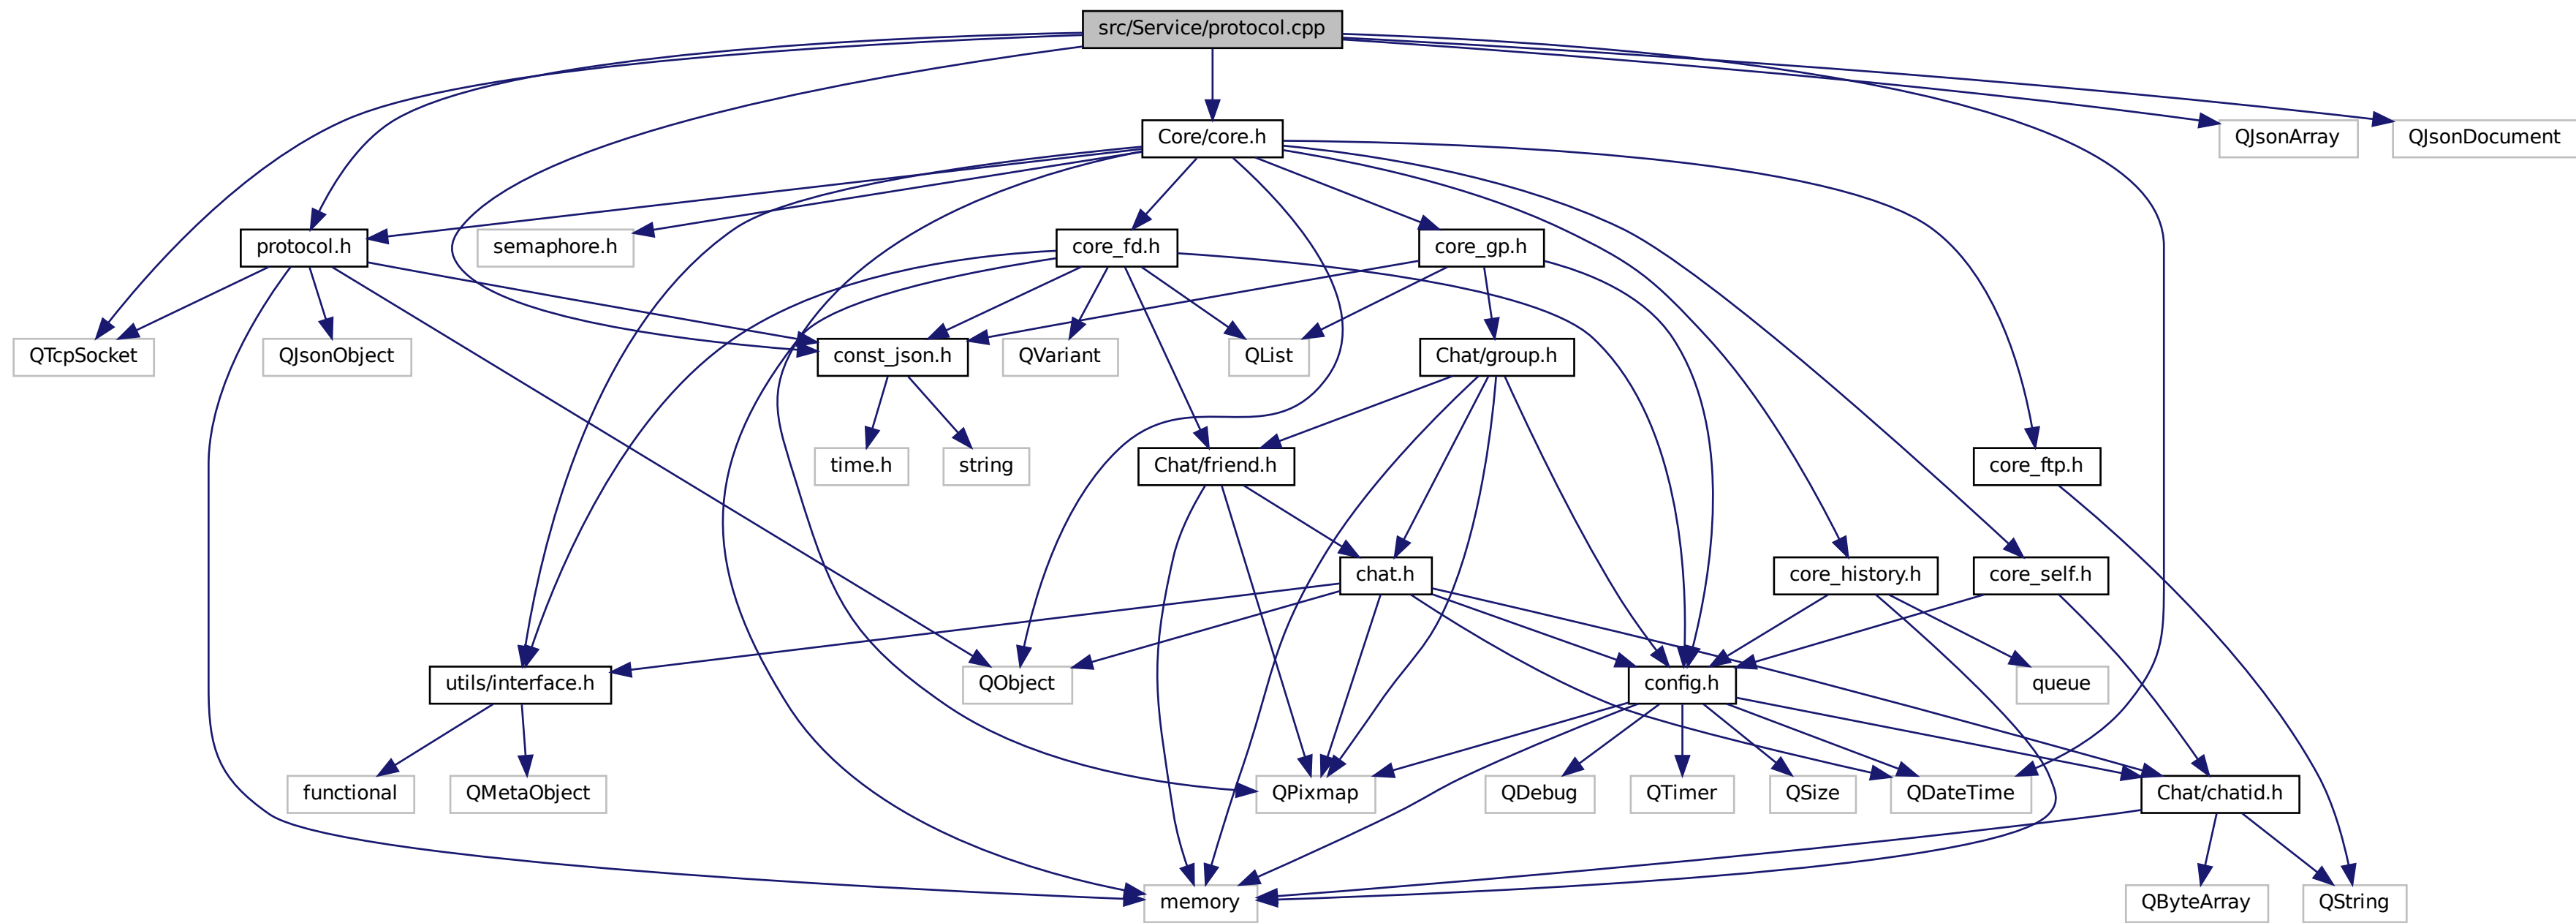 src/Service/protocol.cpp
Core/core.h
QJsonArray
QJsonDocument
protocol.h
semaphore.h
core_fd.h
core_gp.h
QTcpSocket
QJsonObject
const_json.h
QVariant
QList
Chat/group.h
time.h
string
Chat/friend.h
core_ftp.h
chat.h
core_history.h
core_self.h
utils/interface.h
QObject
config.h
queue
functional
QMetaObject
QPixmap
QDebug
QTimer
QSize
QDateTime
Chat/chatid.h
memory
QByteArray
QString